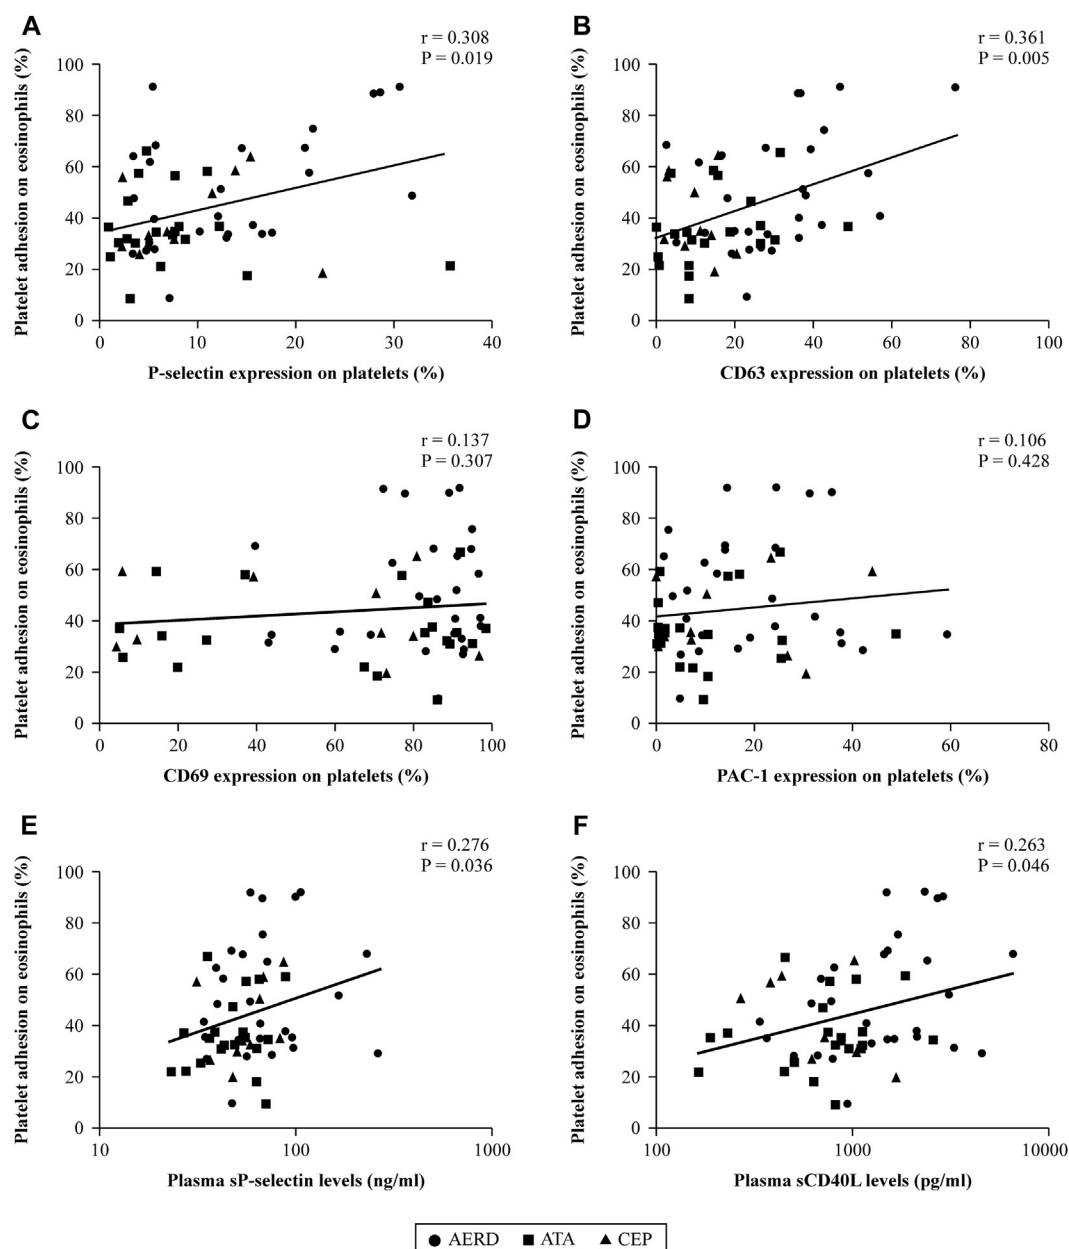 A
r = 0.308
P = 0.019
Platelet adhesion on eosinophils (%)
100
80
60
40
20
0
0 10 20 30 40
P-selectin expression on platelets (%)
B
r = 0.361
P = 0.005
Platelet adhesion on eosinophils (%)
100
80
60
40
20
0
0 20 40 60 80 100
CD63 expression on platelets (%)
C
r = 0.137
P = 0.307
Platelet adhesion on eosinophils (%)
100
80
60
40
20
0
0 20 40 60 80 100
CD69 expression on platelets (%)
D
r = 0.106
P = 0.428
Platelet adhesion on eosinophils (%)
100
80
60
40
20
0
0 20 40 60 80
PAC-1 expression on platelets (%)
E
r = 0.276
P = 0.036
Platelet adhesion on eosinophils (%)
100
80
60
40
20
0
10 100 1000
Plasma sP-selectin levels (ng/ml)
F
r = 0.263
P = 0.046
Platelet adhesion on eosinophils (%)
100
80
60
40
20
0
100 1000 10000
Plasma sCD40L levels (pg/ml)
AERD ATA CEP